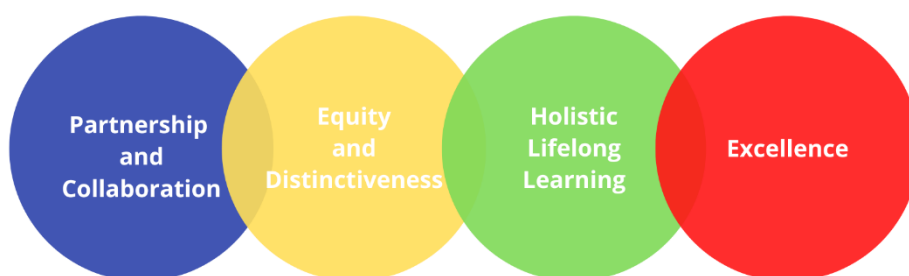 Partnership
and
Collaboration
Equity
and
Distinctiveness
Holistic
Lifelong
Learning
Excellence